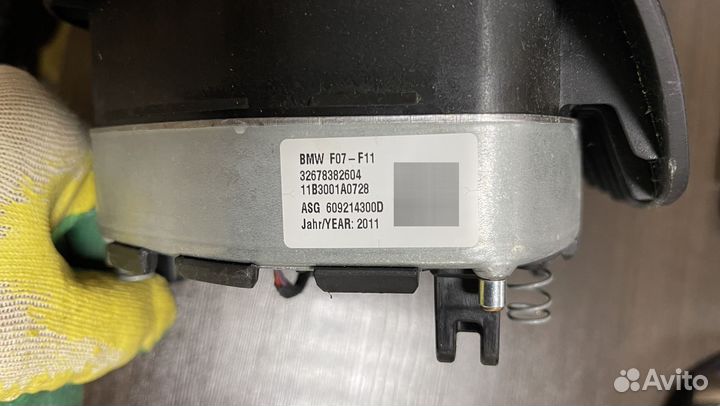 BMW F07-F11
32678382604
11B3001A0728
ASG 609214300D
Jahr/YEAR: 2011
Avito